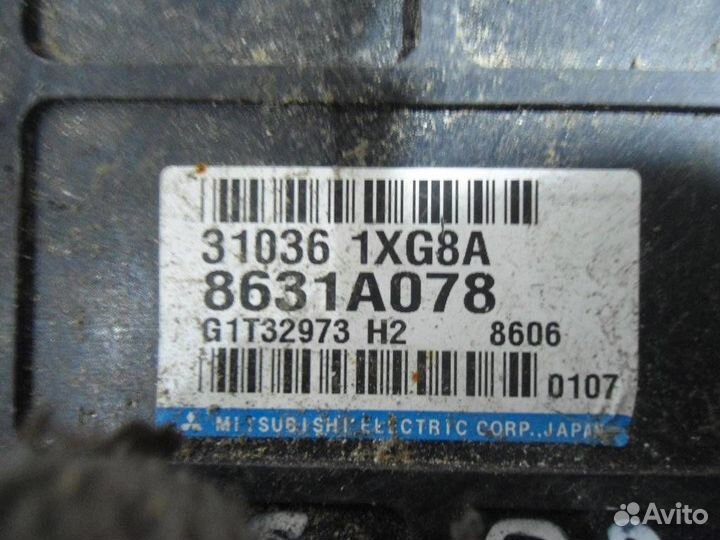 31036 1XG8A
8631A078
G1T32973 H2 8606
0107
MITSUBISHI ELECTRIC CORP., JAPAN
Avito